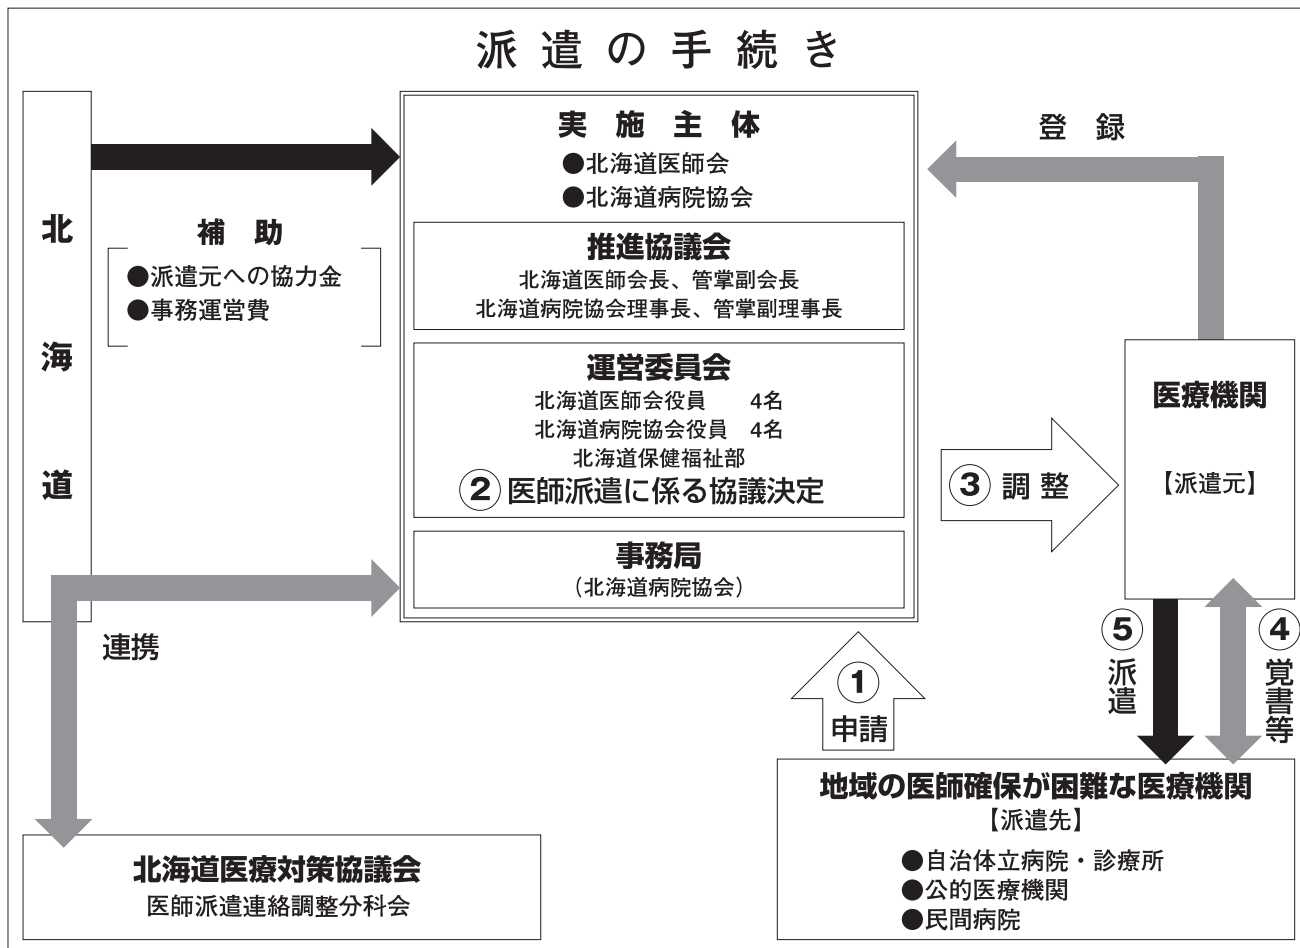 派遣の手続き
北海道
補助
●派遣元への協力金
●事務運営費
実施主体
●北海道医師会
●北海道病院協会
推進協議会
北海道医師会長、管掌副会長
北海道病院協会理事長、管掌副理事長
運営委員会
北海道医師会役員 4名
北海道病院協会役員 4名
北海道保健福祉部
②医師派遣に係る協議決定
事務局
(北海道病院協会)
登録
医療機関
【派遣元】
③調整
連携
①
申請
⑤派遣
④覚書等
地域の医師確保が困難な医療機関
【派遣先】
●自治体立病院・診療所
●公的医療機関
●民間病院
北海道医療対策協議会
医師派遣連絡調整分科会